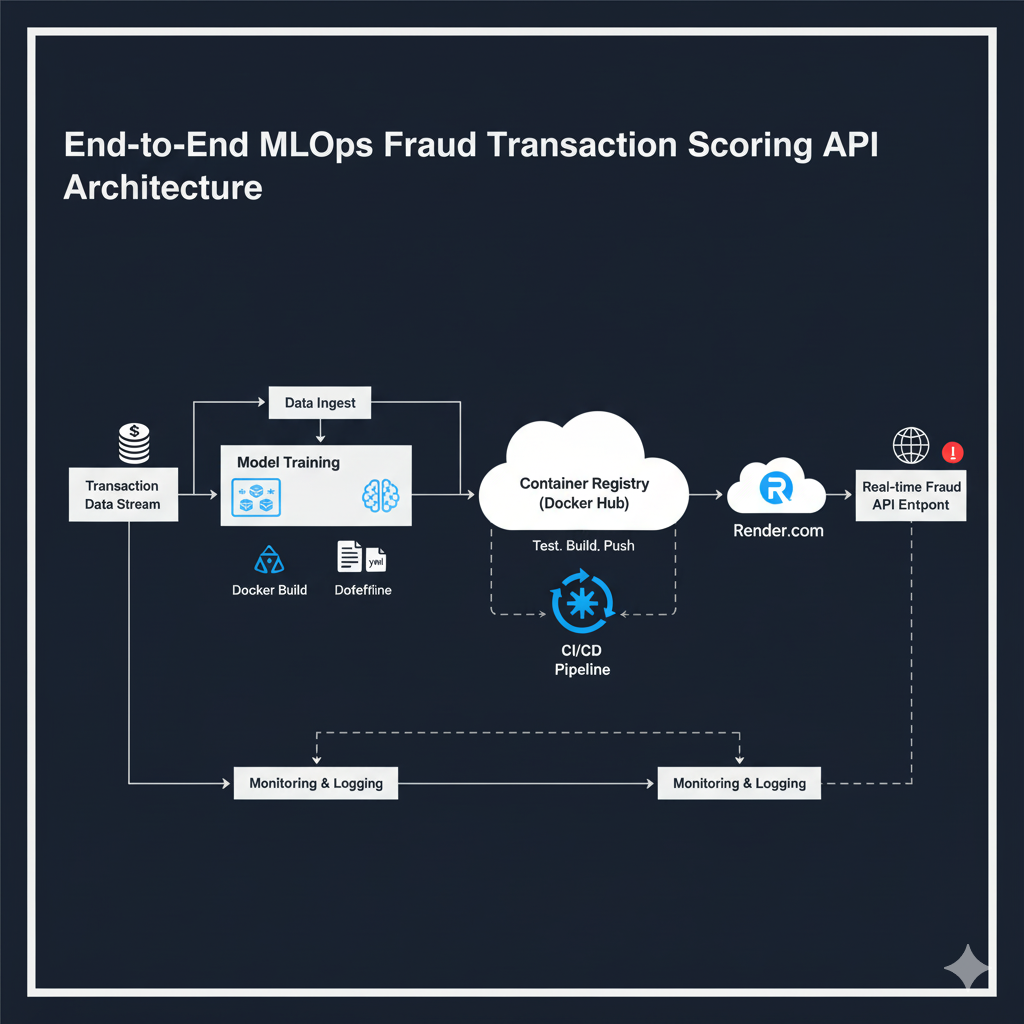 End-to-End MLOps Fraud Transaction Scoring API
Architecture
Data Ingest
Transaction
Data Stream
Model Training
Docker Build
Dofeffine
yml
Container Registry
(Docker Hub)
Test. Build. Push
CI/CD
Pipeline
R
Render.com
Real-time Fraud
API Entpont
Monitoring & Logging
Monitoring & Logging